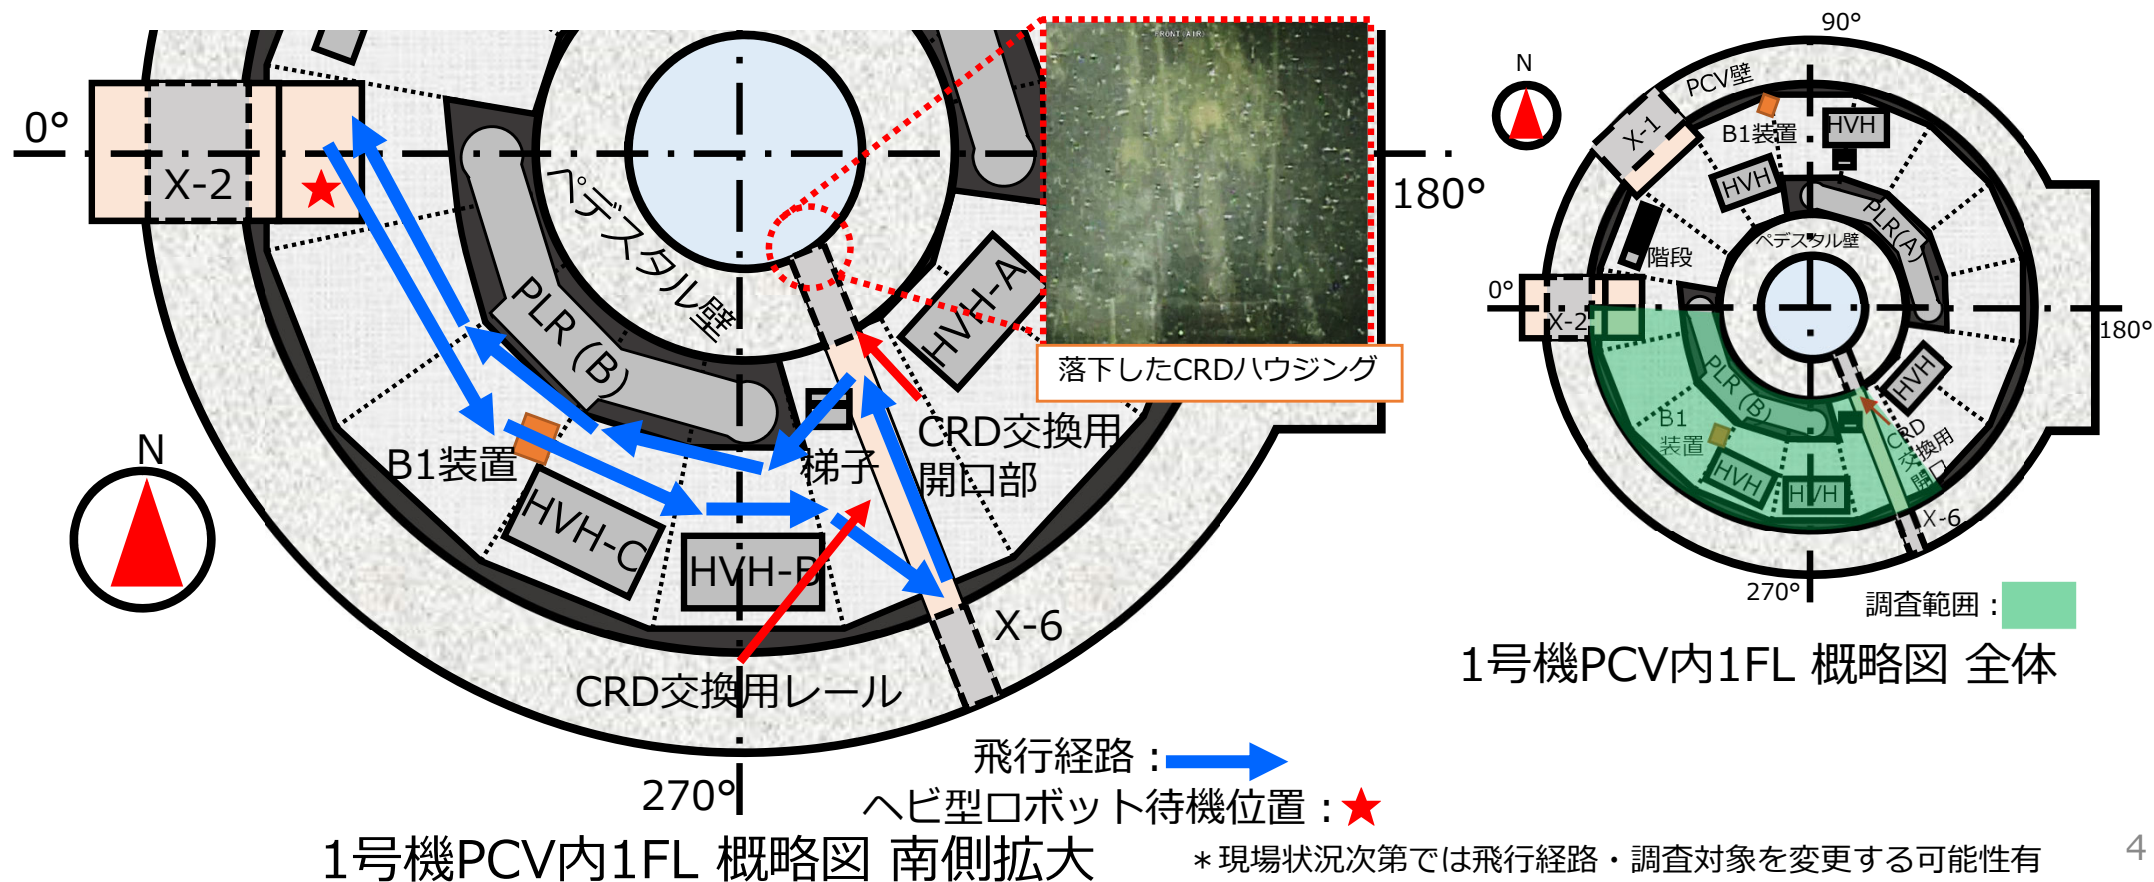 0°
X-2
ペデスタル壁
PLR (B)
HVH-A
FRONT AIR
落下したCRDハウジング
180°
CRD交換用
開口部
梯子
B1装置
HVH-C
HVH-B
N
X-6
CRD交換用レール
270°
飛行経路：
ヘビ型ロボット待機位置：
1号機PCV内1FL 概略図 南側拡大
90°
N
PCV壁
X-1
B1装置
HVH
HVH
PLR(A)
階段
ペデスタル壁
0°
X-2
180°
PLR (B)
HVH
B1
装置
HVH
HVH
CRD
交換用
開口
X-6
270°
調査範囲：
1号機PCV内1FL 概略図 全体
＊現場状況次第では飛行経路・調査対象を変更する可能性有
4